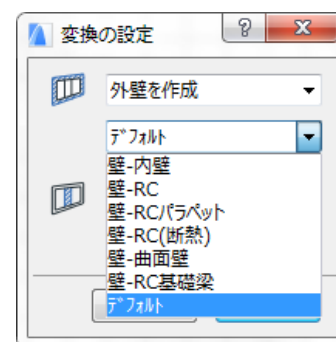 変換の設定
?
外壁を作成
ﾃﾞﾌｫﾙﾄ
壁-内壁
壁-RC
壁-RCパラペット
壁-RC(断熱)
壁-曲面壁
壁-RC基礎梁
ﾃﾞﾌｫﾙﾄ